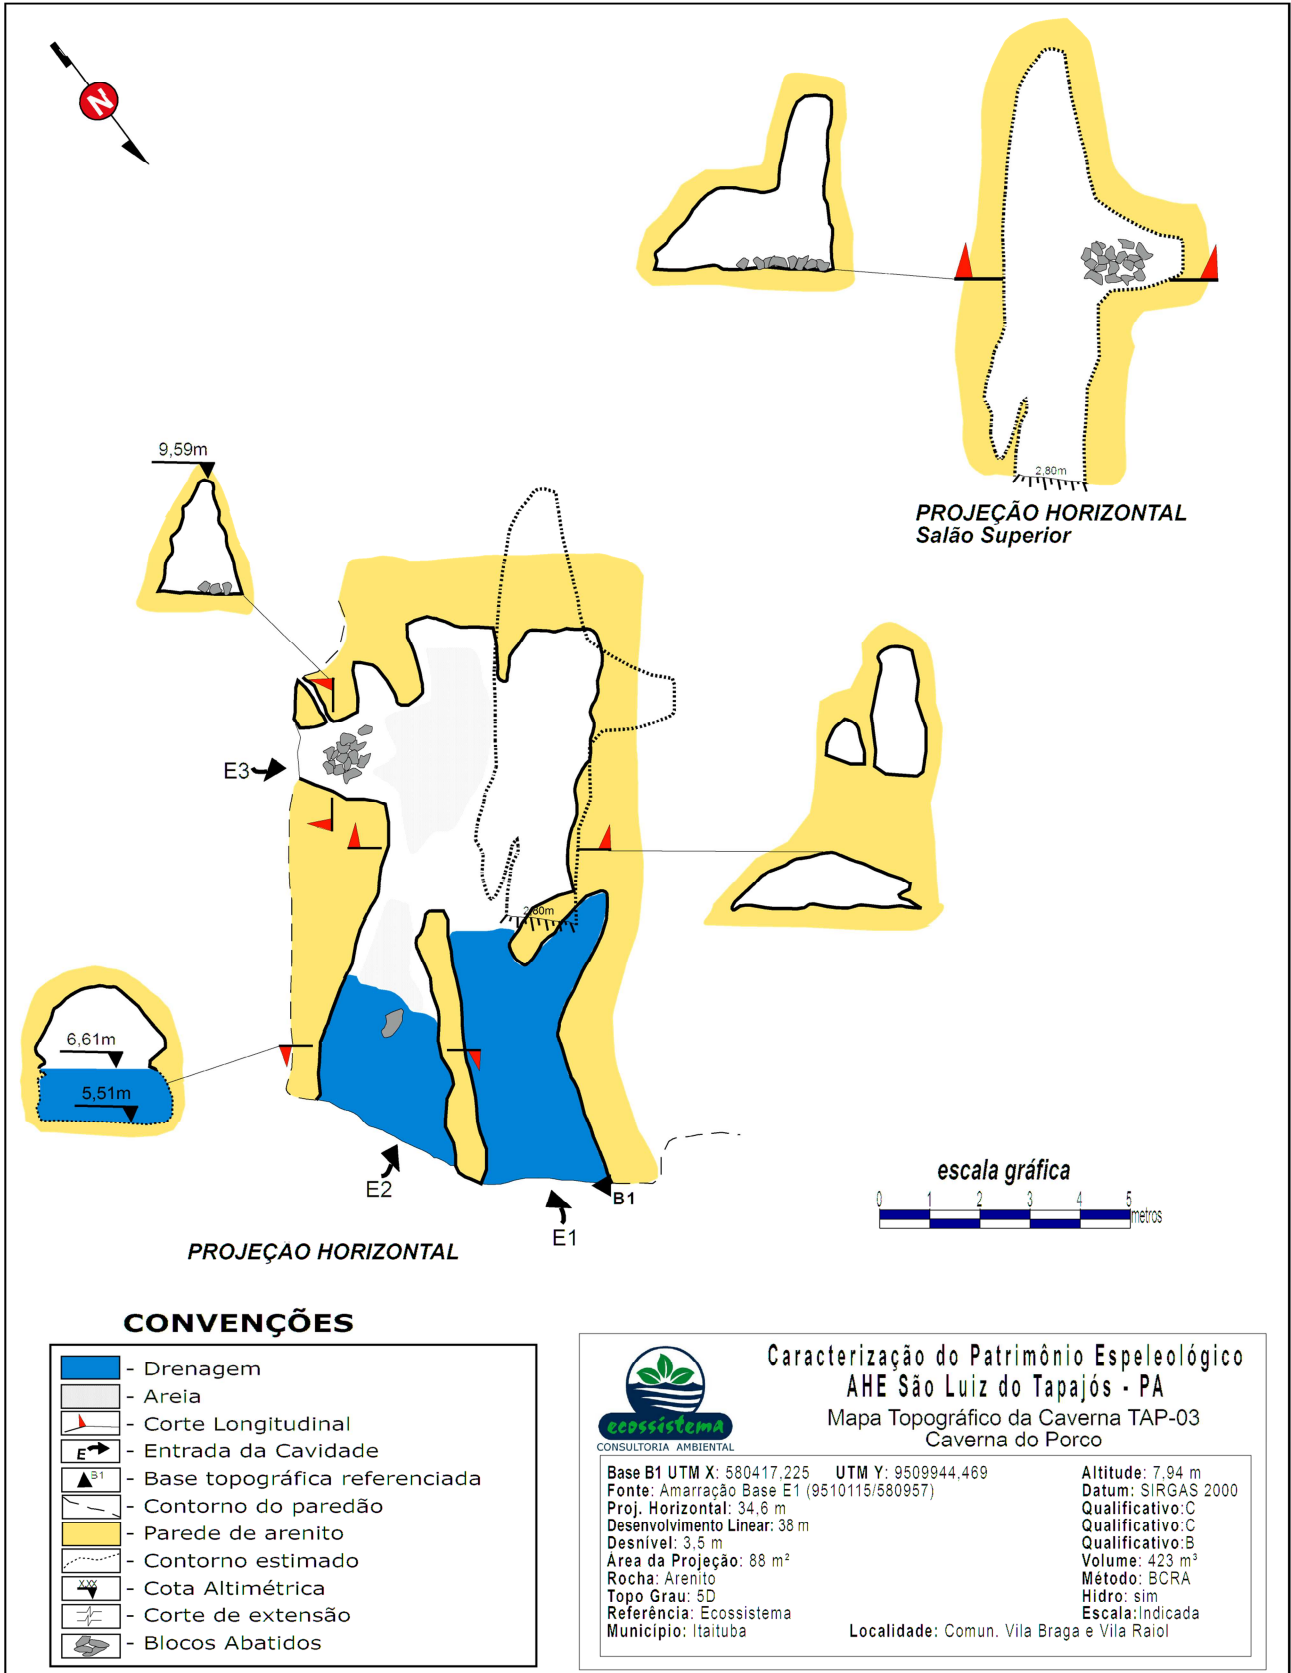 N
9,59m
2,80m
PROJEÇÃO HORIZONTAL
Salão Superior
E3
2,80m
6,61m
5,51m
E2
E1
B1
PROJEÇÃO HORIZONTAL
escala gráfica
0 1 2 3 4 5
metros
CONVENÇÕES
- Drenagem
- Areia
- Corte Longitudinal
E - Entrada da Cavidade
B1 - Base topográfica referenciada
- Contorno do paredão
- Parede de arenito
- Contorno estimado
X,XX - Cota Altimétrica
- Corte de extensão
- Blocos Abatidos
ecossistema
CONSULTORIA AMBIENTAL
Caracterização do Patrimônio Espeleológico
AHE São Luiz do Tapajós - PA
Mapa Topográfico da Caverna TAP-03
Caverna do Porco
Base B1 UTM X: 580417,225 UTM Y: 9509944,469 Altitude: 7,94 m
Fonte: Amarração Base E1 (9510115/580957) Datum: SIRGAS 2000
Proj. Horizontal: 34,6 m Qualificativo:C
Desenvolvimento Linear: 38 m Qualificativo:C
Desnível: 3,5 m Qualificativo:B
Área da Projeção: 88 m² Volume: 423 m³
Rocha: Arenito Método: BCRA
Topo Grau: 5D Hidro: sim
Referência: Ecossistema Escala:Indicada
Município: Itaituba Localidade: Comun. Vila Braga e Vila Raiol